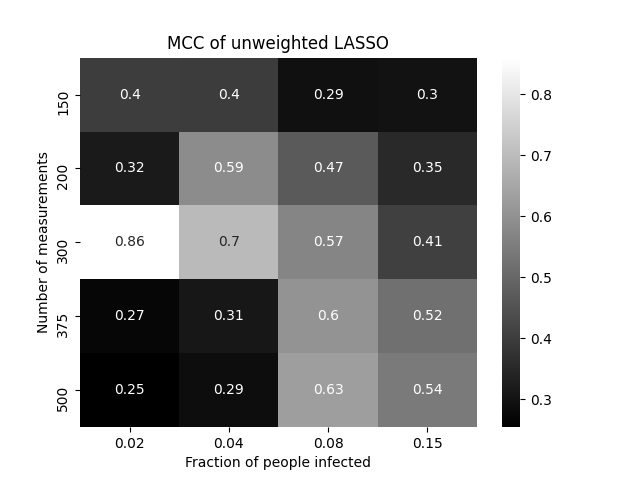 MCC of unweighted LASSO
Number of measurements
150 0.4 0.4 0.29 0.3
200 0.32 0.59 0.47 0.35
300 0.86 0.7 0.57 0.41
375 0.27 0.31 0.6 0.52
500 0.25 0.29 0.63 0.54
0.02 0.04 0.08 0.15
Fraction of people infected
0.8
0.7
0.6
0.5
0.4
0.3